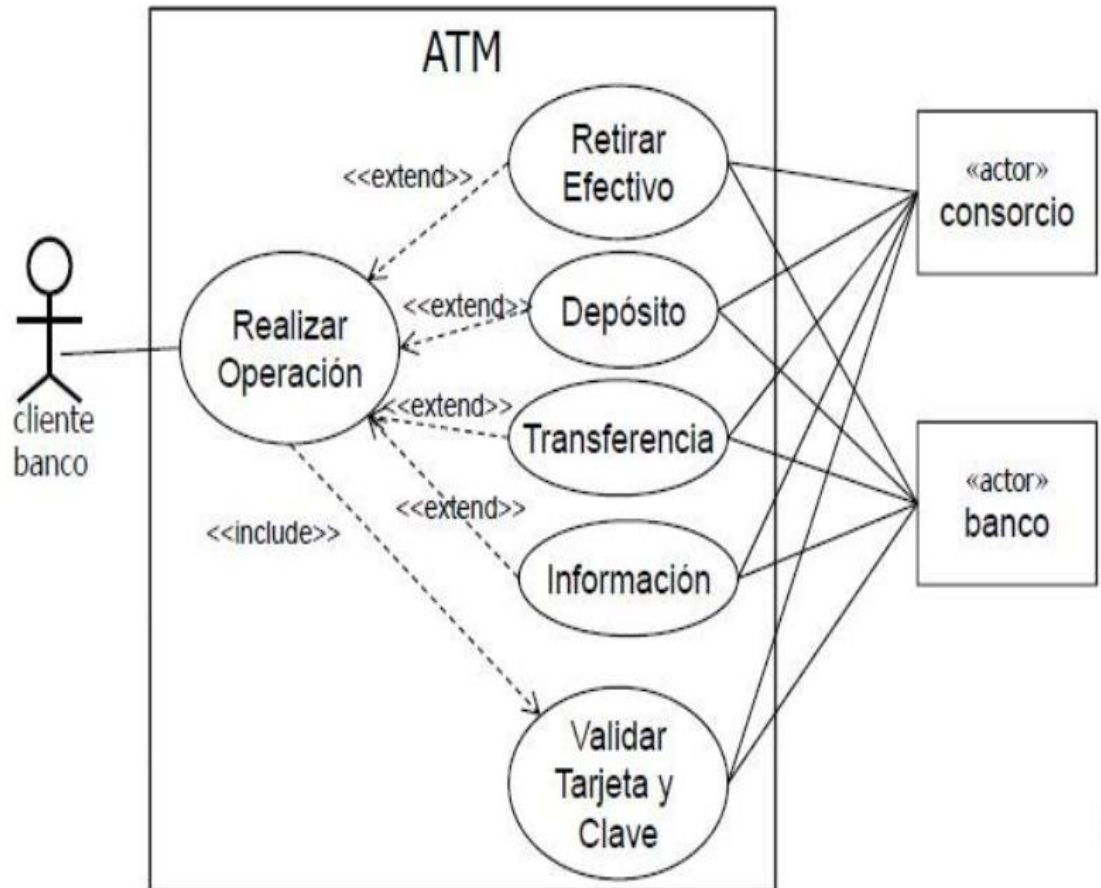 ATM
Retirar
Efectivo
<<extend>>
«actor»
consorcio
<<extend>>
Depósito
Realizar
Operación
<<extend>>
Transferencia
cliente
banco
«actor»
banco
<<extend>>
<<include>>
Información
Validar
Tarjeta y
Clave